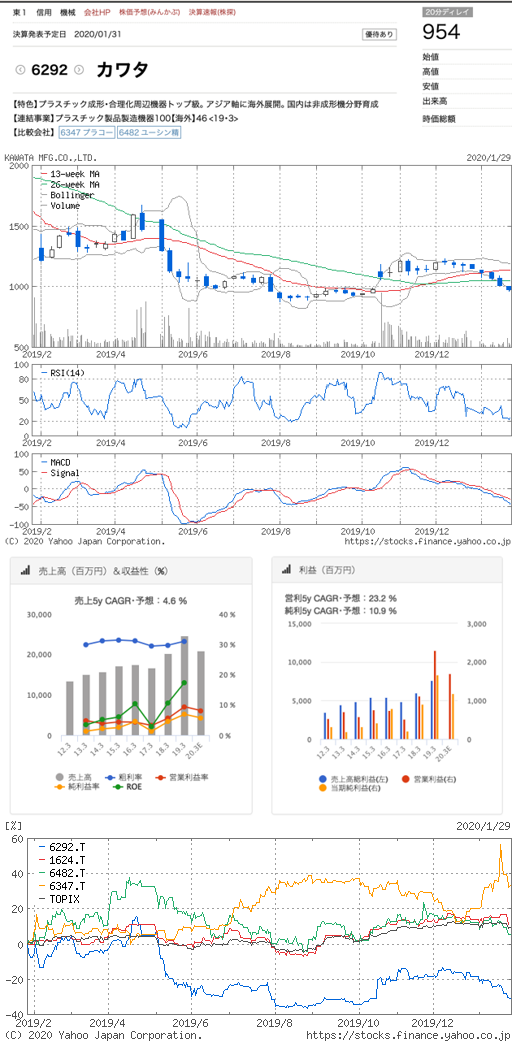 東１ 信用 機械 会社HP 株価予想(みんかぶ) 決算速報(株探)
決算発表予定日 2020/01/31
優待あり
6292 カワタ
【特色】プラスチック成形・合理化周辺機器トップ級。アジア軸に海外展開。国内は非成形機分野育成
【連結事業】プラスチック製品製造機器100【海外】46 <19・3>
【比較会社】 6347 プラコー 6482 ユーシン精
20分ディレイ
954
始値
高値
安値
出来高
時価総額
KAWATA MFG.CO.,LTD. 2020/1/29
2000
1500
1000
500
13-week MA
26-week MA
Bollinger
Volume
2019/2 2019/4 2019/6 2019/8 2019/10 2019/12
100
50
0
RSI(14)
2019/2 2019/4 2019/6 2019/8 2019/10 2019/12
100
50
0
-50
-100
MACD
Signal
2019/2 2019/4 2019/6 2019/8 2019/10 2019/12
(C) 2020 Yahoo Japan Corporation. https://stocks.finance.yahoo.co.jp
売上高（百万円）＆収益性（%）
売上5y CAGR・予想：4.6 %
30,000
20,000
10,000
0
40 %
30 %
20 %
10 %
0 %
12.3 13.3 14.3 15.3 16.3 17.3 18.3 19.3 20.3E
売上高 粗利率 営業利益率
純利益率 ROE
利益（百万円）
営利5y CAGR・予想：23.2 %
純利5y CAGR・予想：10.9 %
15,000
10,000
5,000
0
3,000
2,000
1,000
0
12.3 13.3 14.3 15.3 16.3 17.3 18.3 19.3 20.3E
売上高総利益(左) 営業利益(右)
当期純利益(右)
[%] 2020/1/29
60
40
20
0
-20
-40
6292.T
1624.T
6482.T
6347.T
TOPIX
2019/2 2019/4 2019/6 2019/8 2019/10 2019/12
(C) 2020 Yahoo Japan Corporation. https://stocks.finance.yahoo.co.jp